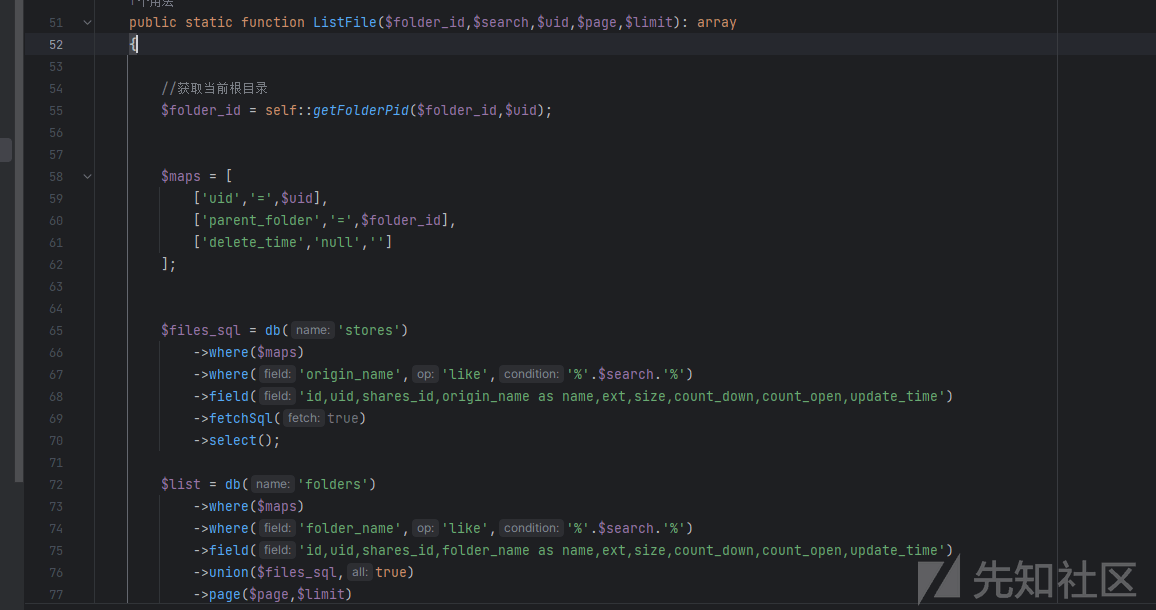 1个用法
51 public static function ListFile($folder_id,$search,$uid,$page,$limit): array
52 {
53
54 //获取当前根目录
55 $folder_id = self::getFolderPid($folder_id,$uid);
56
57
58 $maps = [
59 ['uid','=',$uid],
60 ['parent_folder','=',$folder_id],
61 ['delete_time','null','']
62 ];
63
64
65 $files_sql = db( name: 'stores')
66 ->where($maps)
67 ->where( field: 'origin_name', op: 'like', condition: '%'.$search.'%')
68 ->field( field: 'id,uid,shares_id,origin_name as name,ext,size,count_down,count_open,update_time')
69 ->fetchSql( fetch: true)
70 ->select();
71
72 $list = db( name: 'folders')
73 ->where($maps)
74 ->where( field: 'folder_name', op: 'like', condition: '%'.$search.'%')
75 ->field( field: 'id,uid,shares_id,folder_name as name,ext,size,count_down,count_open,update_time')
76 ->union($files_sql, all: true)
77 ->page($page,$limit)
先知社区